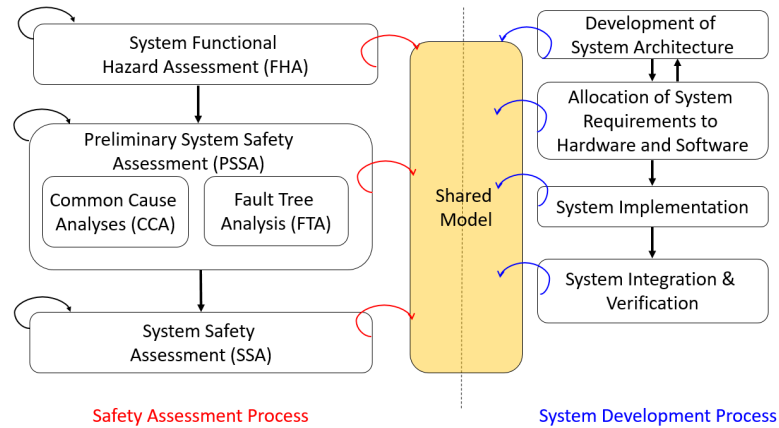 System Functional
Hazard Assessment (FHA)
Preliminary System Safety
Assessment (PSSA)
Common Cause
Analyses (CCA)
Fault Tree
Analysis (FTA)
System Safety
Assessment (SSA)
Safety Assessment Process
Shared
Model
Development of
System Architecture
Allocation of System
Requirements to
Hardware and Software
System Implementation
System Integration &
Verification
System Development Process